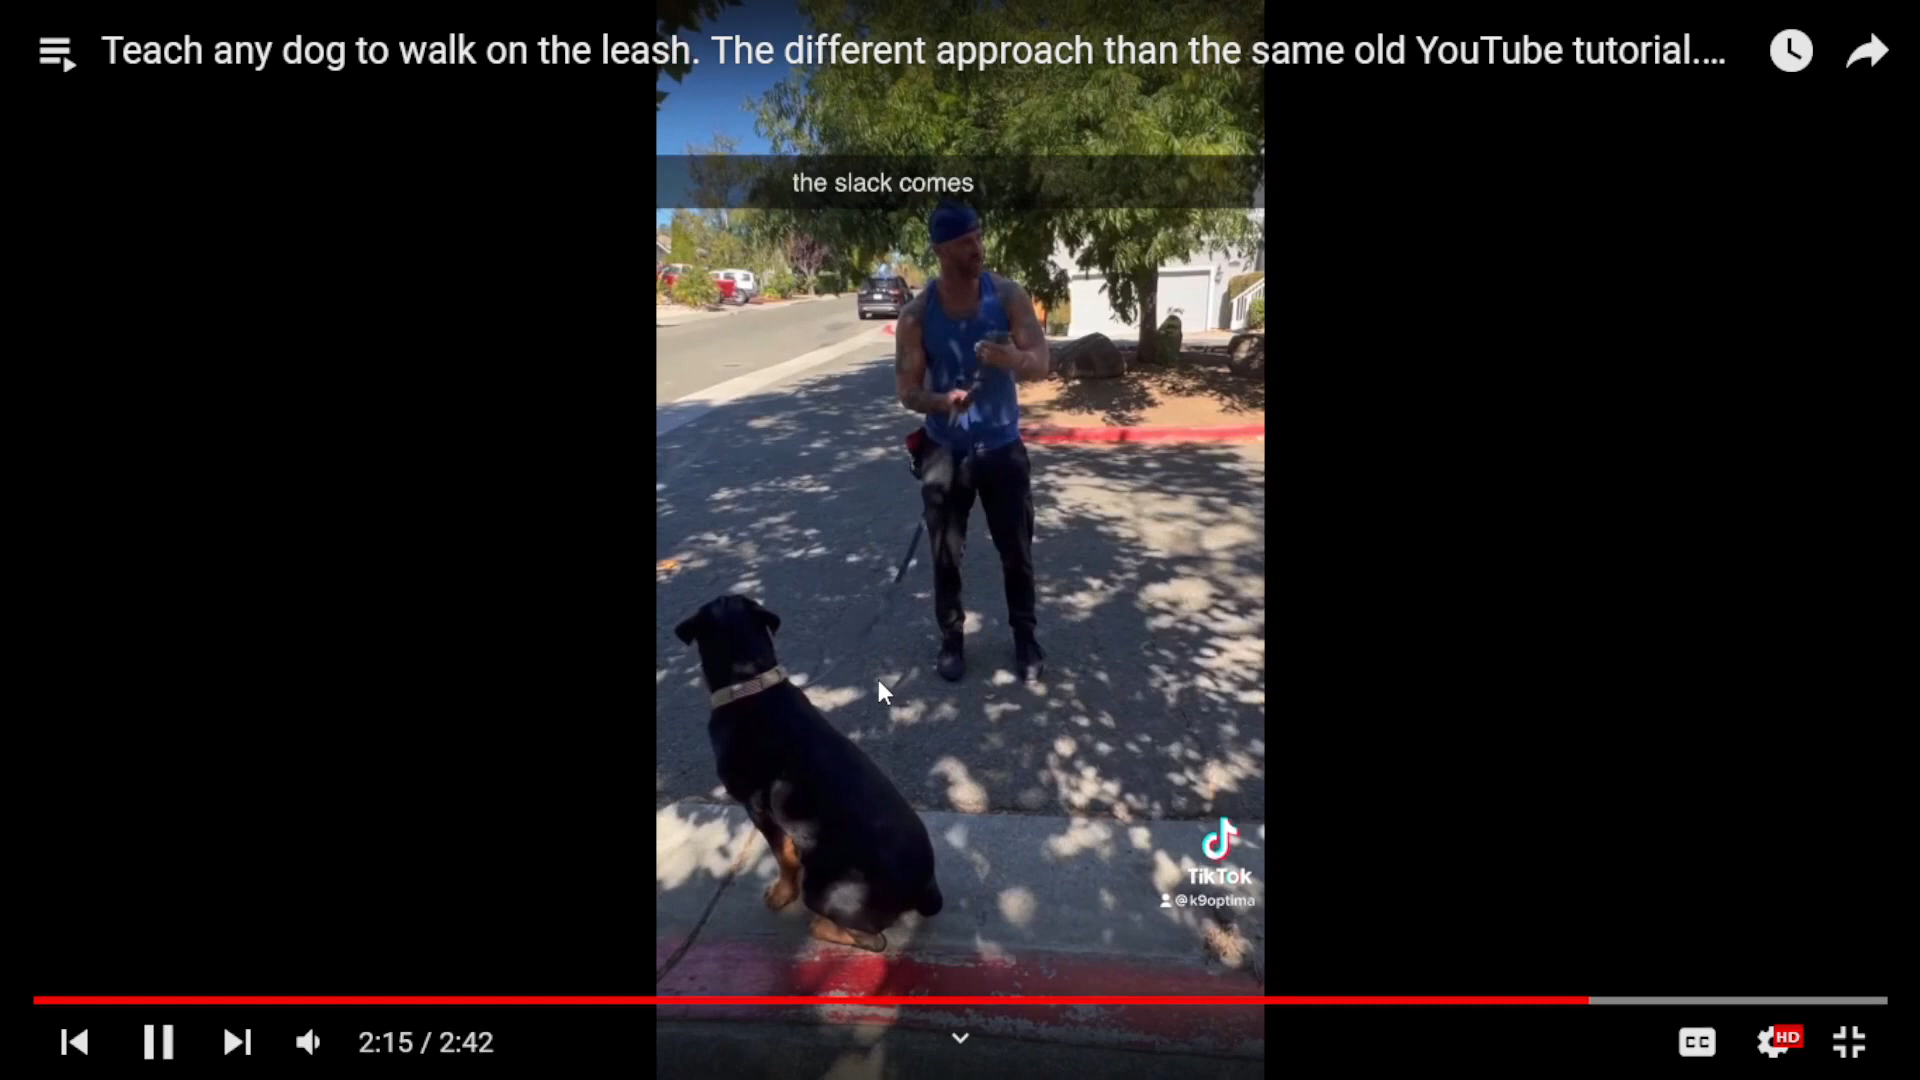 Teach any dog to walk on the leash. The different approach than the same old YouTube tutorial....
the slack comes
TikTok
@k9optima
2:15 / 2:42
CC
HD